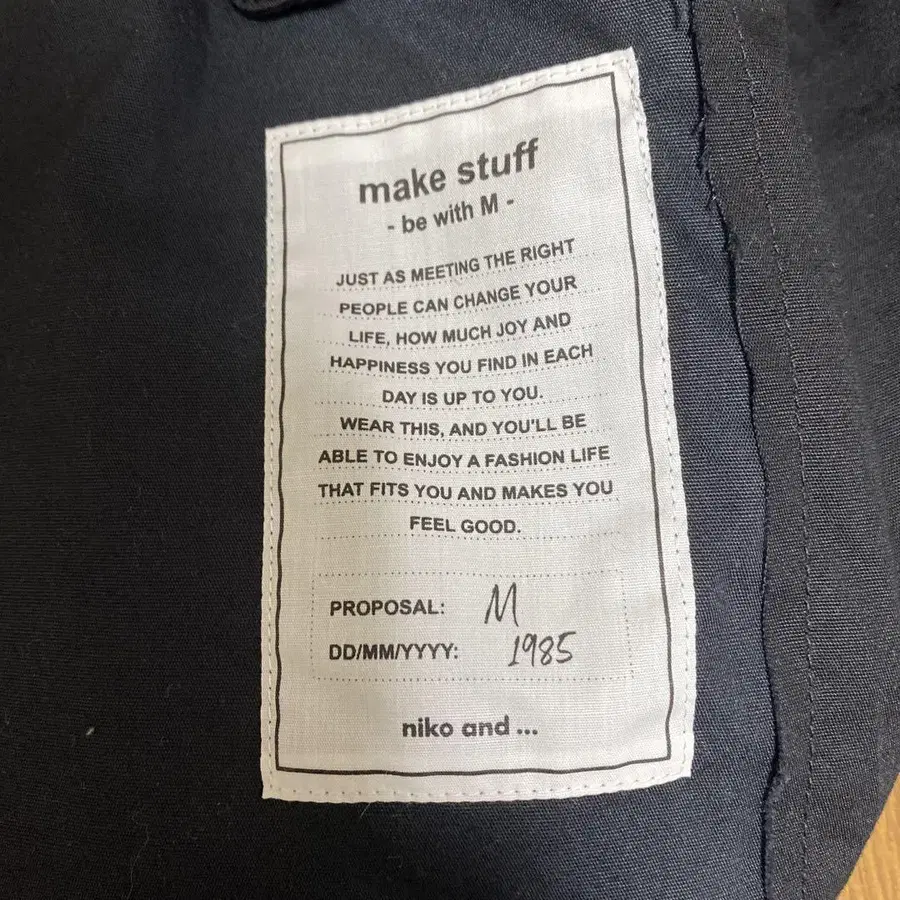 make stuff
- be with M -
JUST AS MEETING THE RIGHT
PEOPLE CAN CHANGE YOUR
LIFE, HOW MUCH JOY AND
HAPPINESS YOU FIND IN EACH
DAY IS UP TO YOU.
WEAR THIS, AND YOU'LL BE
ABLE TO ENJOY A FASHION LIFE
THAT FITS YOU AND MAKES YOU
FEEL GOOD.
PROPOSAL: M
DD/MM/YYYY: 1985
niko and ...